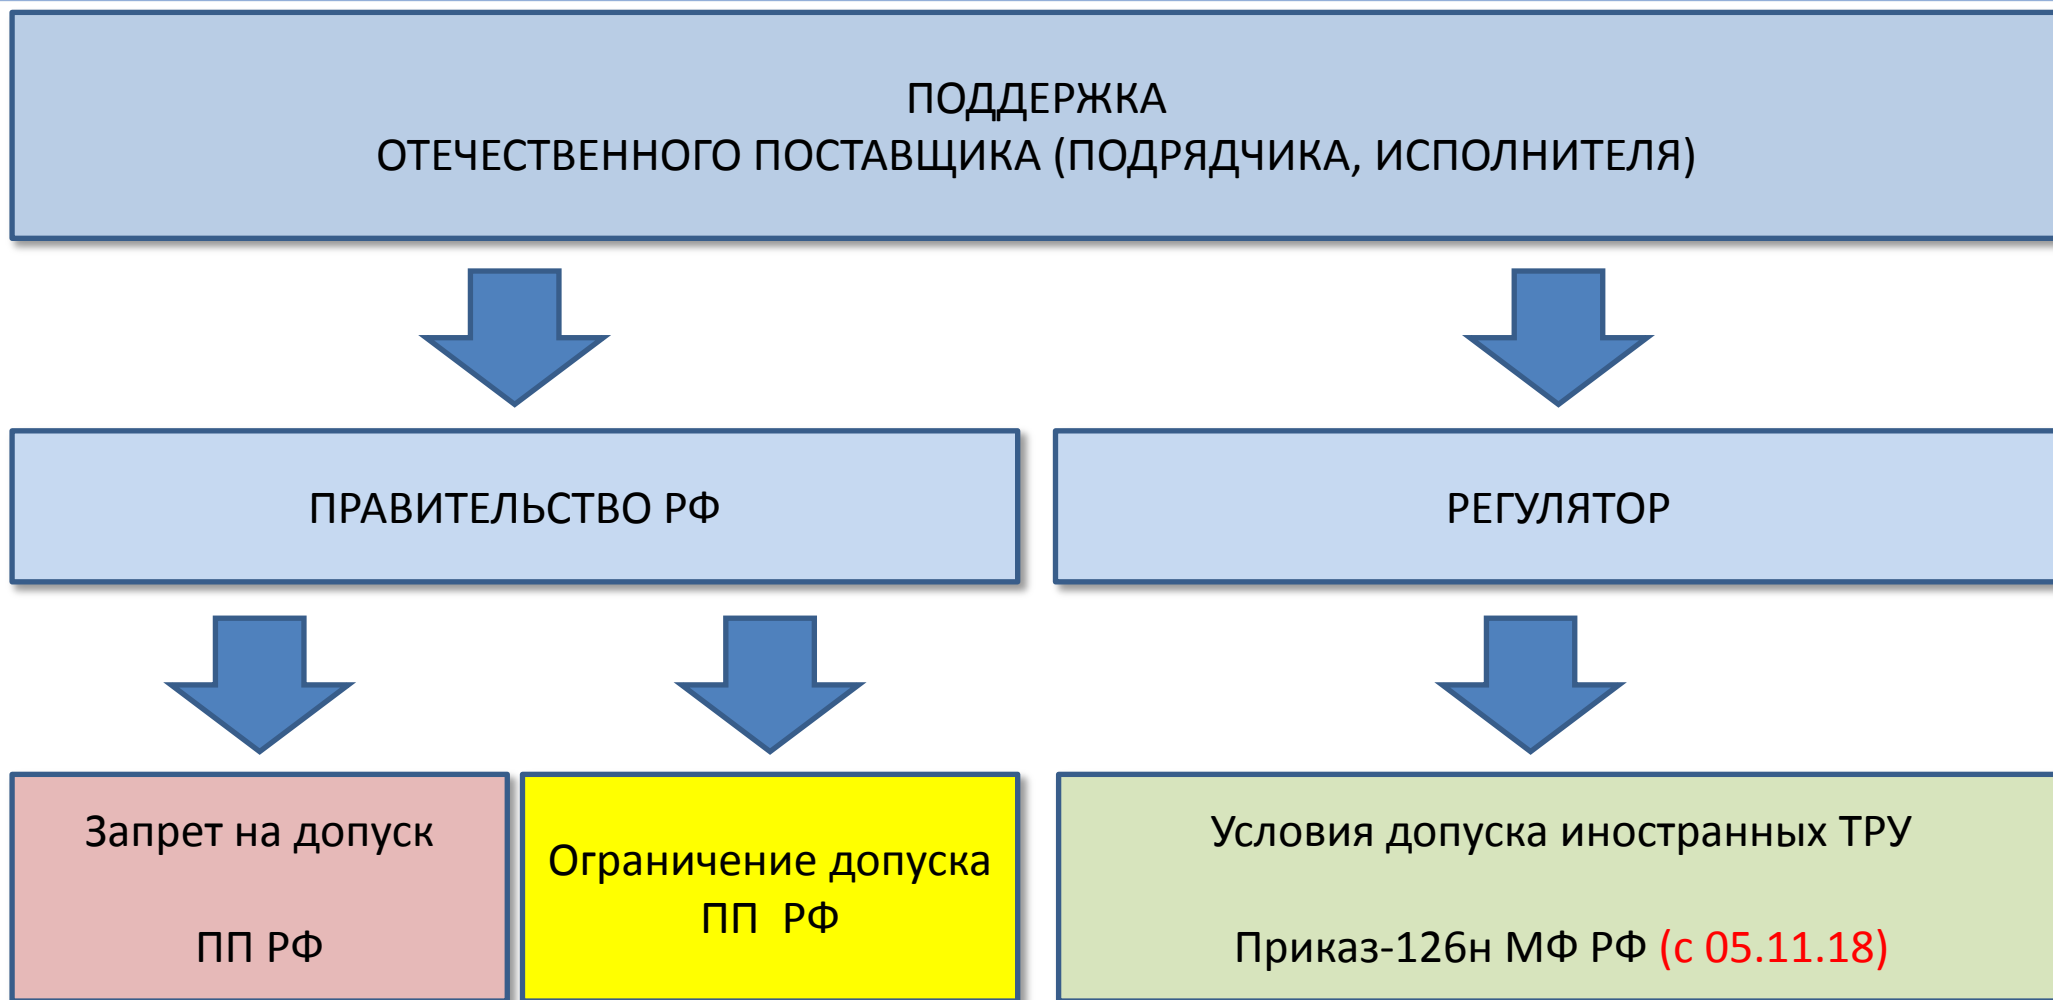 ПОДДЕРЖКА
ОТЕЧЕСТВЕННОГО ПОСТАВЩИКА (ПОДРЯДЧИКА, ИСПОЛНИТЕЛЯ)
ПРАВИТЕЛЬСТВО РФ
РЕГУЛЯТОР
Запрет на допуск
ПП РФ
Ограничение допуска
ПП РФ
Условия допуска иностранных ТРУ
Приказ-126н МФ РФ (с 05.11.18)